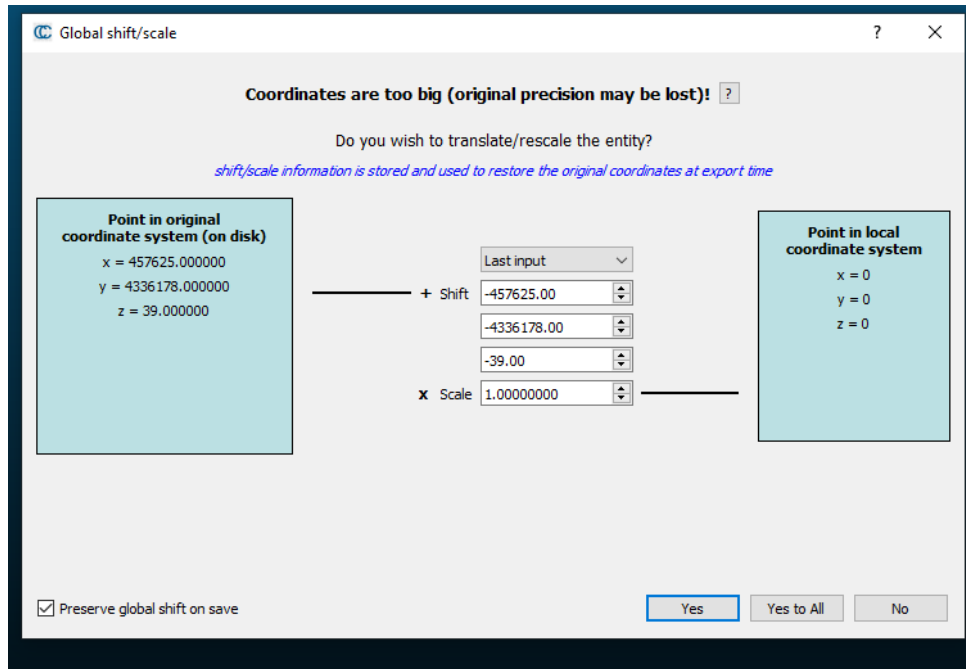 Global shift/scale
Coordinates are too big (original precision may be lost)! ?
Do you wish to translate/rescale the entity?
shift/scale information is stored and used to restore the original coordinates at export time
Point in original
coordinate system (on disk)
x = 457625.000000
y = 4336178.000000
z = 39.000000
Last input
+ Shift -457625.00
-4336178.00
-39.00
x Scale 1.00000000
Point in local
coordinate system
x = 0
y = 0
z = 0
Preserve global shift on save
Yes
Yes to All
No